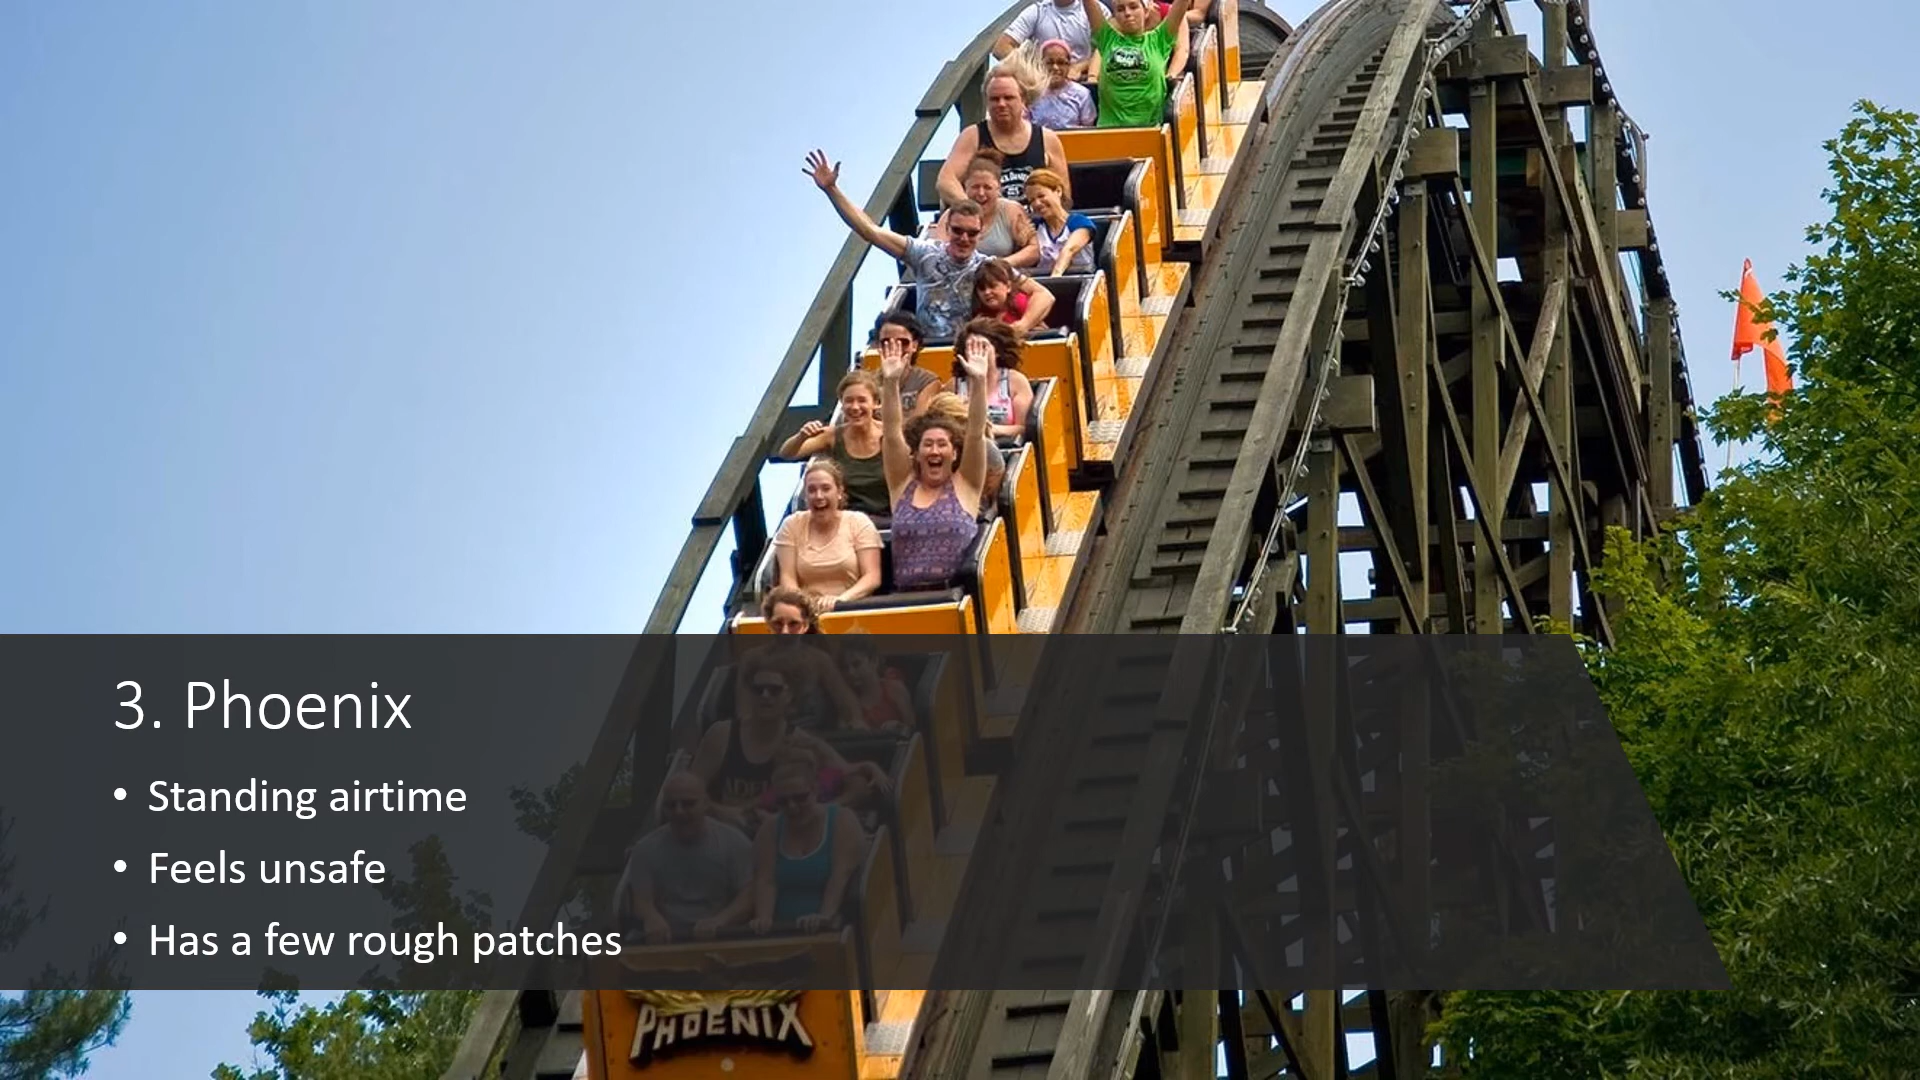 3. Phoenix
• Standing airtime
• Feels unsafe
• Has a few rough patches
PHOENIX